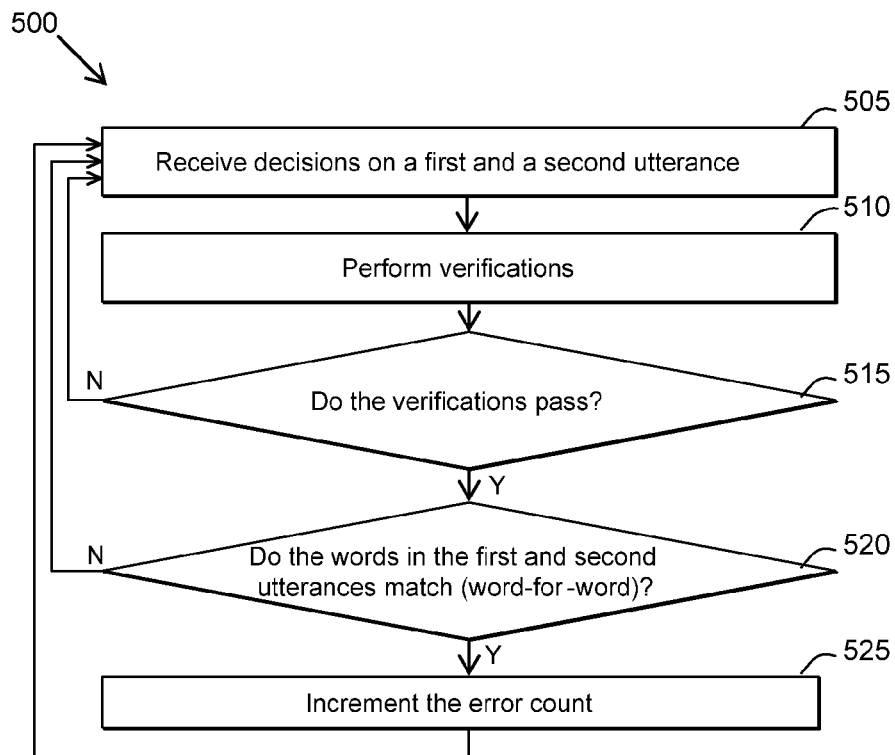 500
505
Receive decisions on a first and a second utterance
510
Perform verifications
N
515
Do the verifications pass?
Y
N
520
Do the words in the first and second
utterances match (word-for-word)?
Y
525
Increment the error count